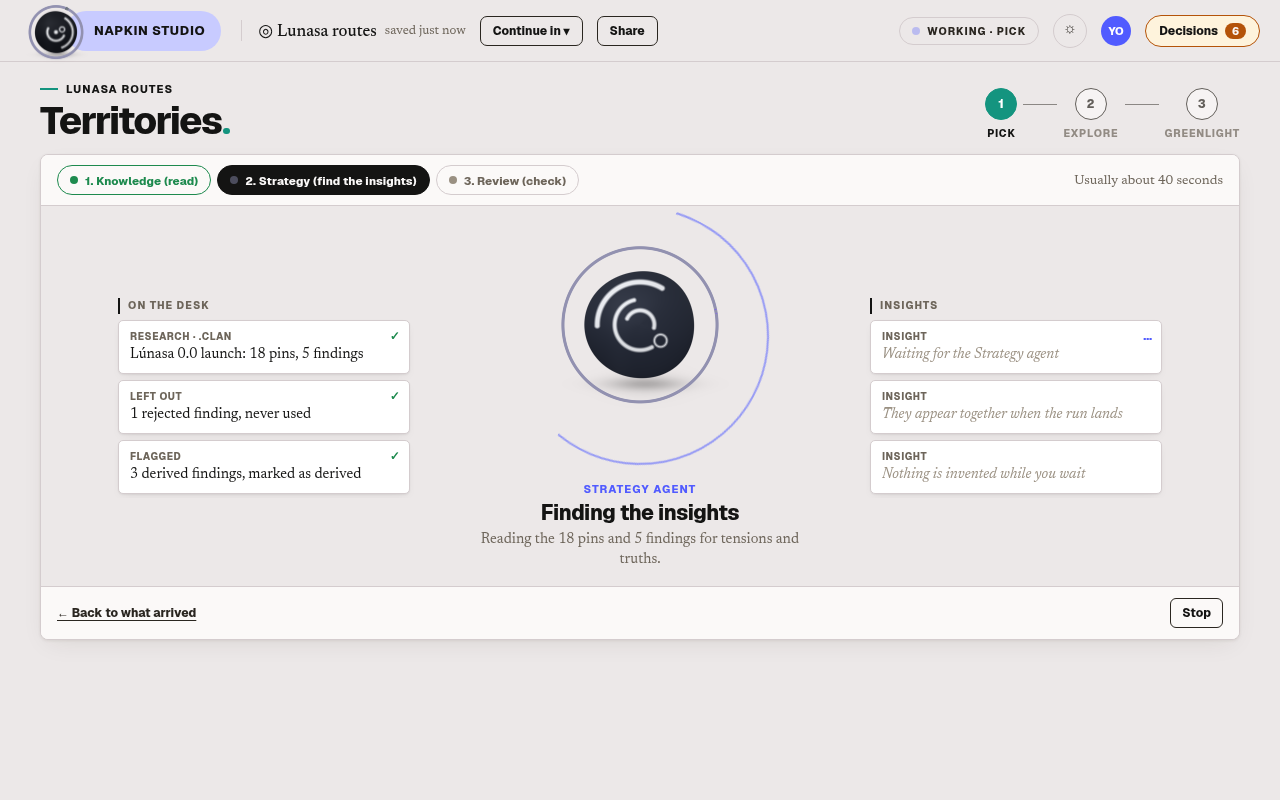 NAPKIN STUDIO
◎ Lunasa routes saved just now
Continue in ▾
Share
WORKING · PICK
YO
Decisions 6
LUNASA ROUTES
Territories.
1 2 3
PICK EXPLORE GREENLIGHT
1. Knowledge (read)
2. Strategy (find the insights)
3. Review (check)
Usually about 40 seconds
ON THE DESK
RESEARCH · .CLAN ✓
Lúnasa 0.0 launch: 18 pins, 5 findings
LEFT OUT ✓
1 rejected finding, never used
FLAGGED ✓
3 derived findings, marked as derived
STRATEGY AGENT
Finding the insights
Reading the 18 pins and 5 findings for tensions and
truths.
INSIGHTS
INSIGHT ...
Waiting for the Strategy agent
INSIGHT
They appear together when the run lands
INSIGHT
Nothing is invented while you wait
← Back to what arrived
Stop